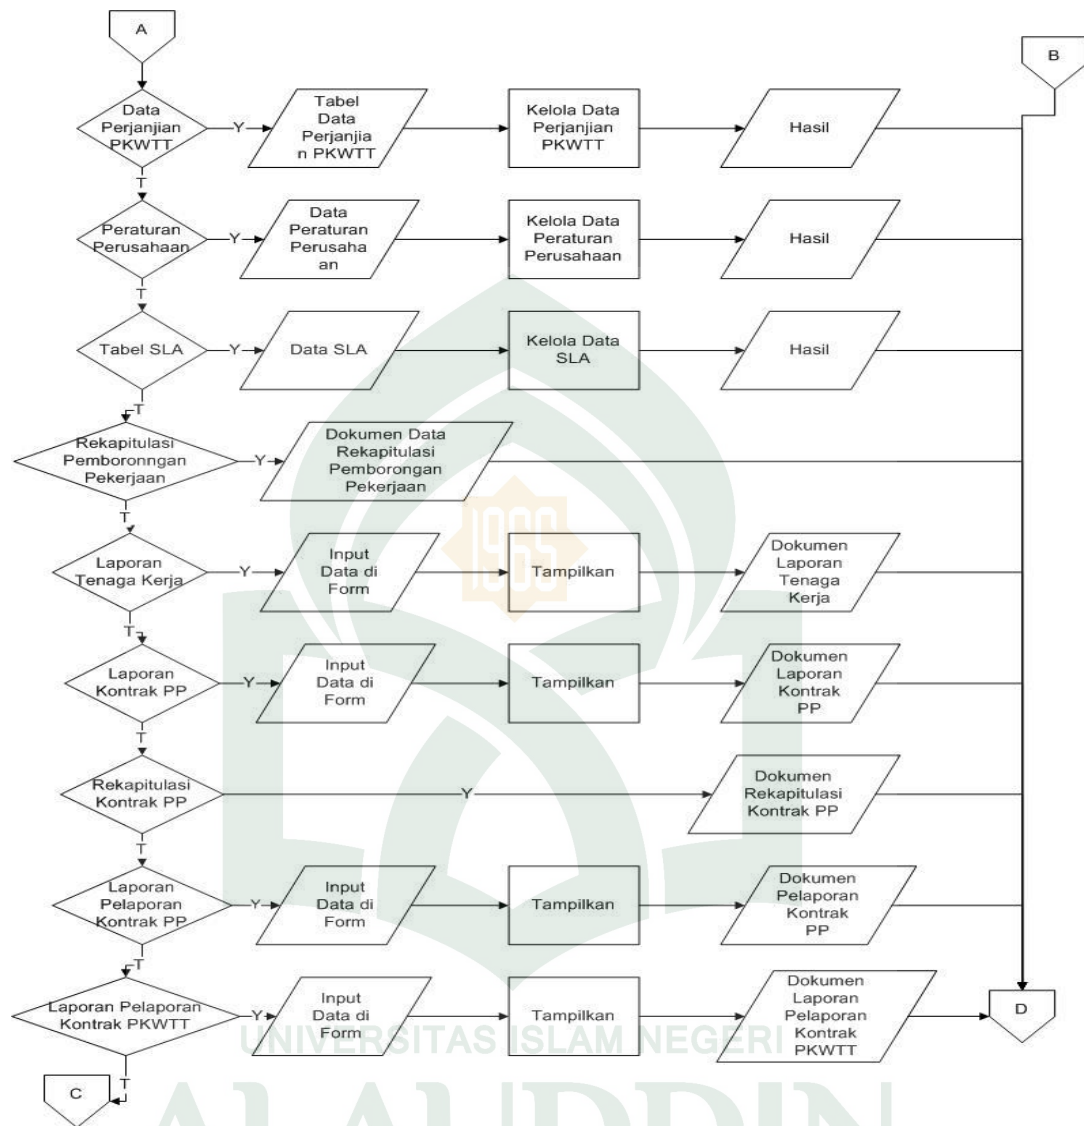 A
B
Data
Perjanjian
PKWTT
Y
Tabel
Data
Perjanjia
n PKWTT
Kelola Data
Perjanjian
PKWTT
Hasil
T
Peraturan
Perusahaan
Y
Data
Peraturan
Perusaha
an
Kelola Data
Peraturan
Perusahaan
Hasil
T
Tabel SLA
Y
Data SLA
Kelola Data
SLA
Hasil
T
Rekapitulasi
Pemboronngan
Pekerjaan
Y
Dokumen Data
Rekapitulasi
Pemborongan
Pekerjaan
T
1965
Laporan
Tenaga Kerja
Y
Input
Data di
Form
Tampilkan
Dokumen
Laporan
Tenaga
Kerja
T
Laporan
Kontrak PP
Y
Input
Data di
Form
Tampilkan
Dokumen
Laporan
Kontrak
PP
T
Rekapitulasi
Kontrak PP
Y
Dokumen
Rekapitulasi
Kontrak PP
T
Laporan
Pelaporan
Kontrak PP
Y
Input
Data di
Form
Tampilkan
Dokumen
Pelaporan
Kontrak
PP
T
Laporan Pelaporan
Kontrak PKWTT
Y
Input
Data di
Form
Tampilkan
Dokumen
Laporan
Pelaporan
Kontrak
PKWTT
D
UNIVERSITAS ISLAM NEGERI
T
C
ALAUDDIN